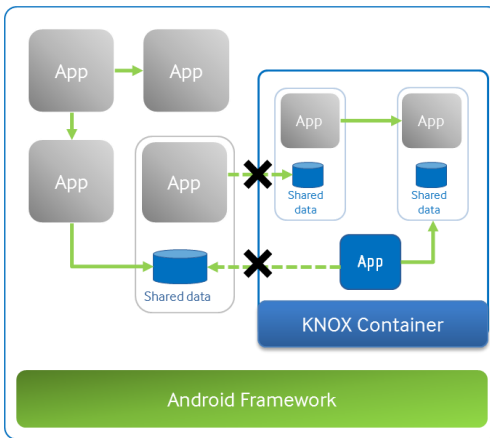 App
App
App
App
Shared data
App
Shared
data
App
Shared
data
App
KNOX Container
Android Framework